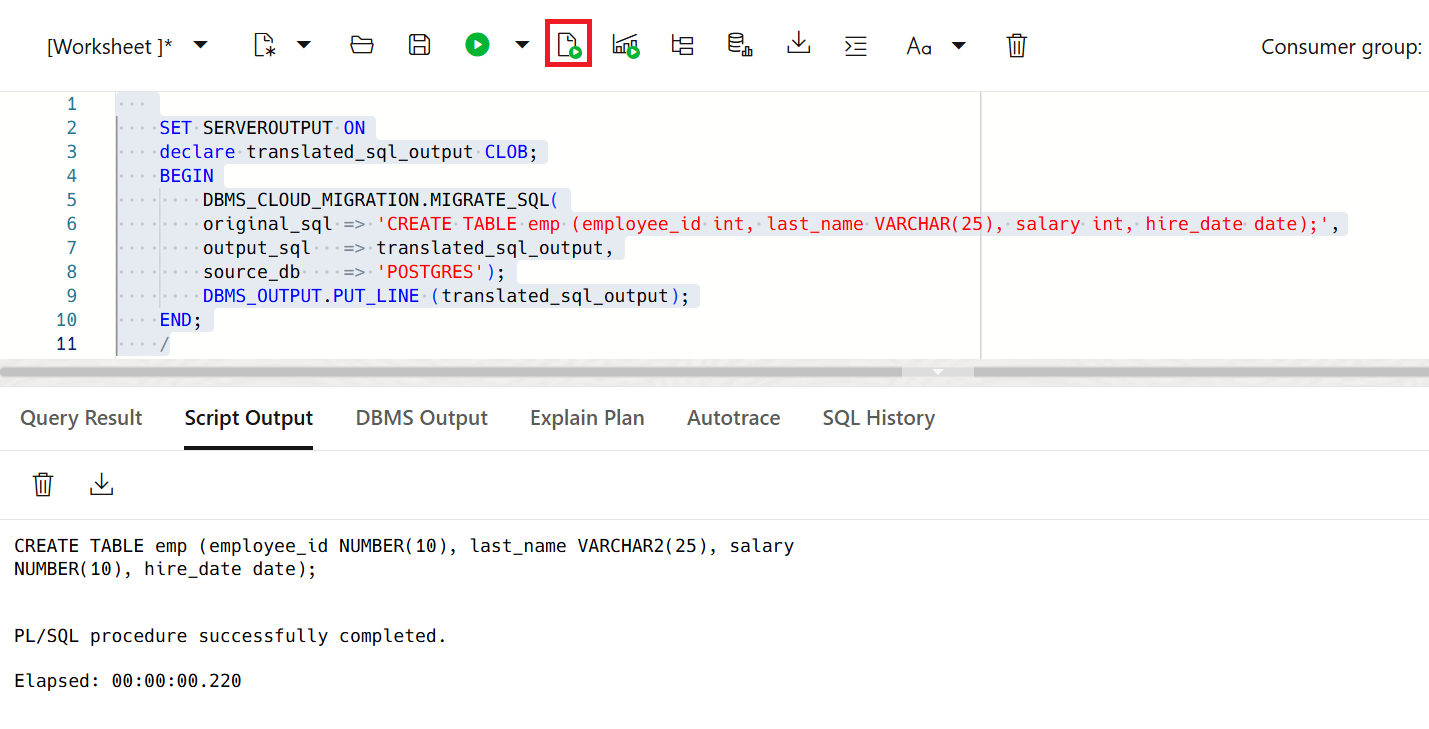 [Worksheet ]* Aa Consumer group:
1
2 SET SERVEROUTPUT ON
3 declare translated_sql_output CLOB;
4 BEGIN
5 DBMS_CLOUD_MIGRATION.MIGRATE_SQL(
6 original_sql => 'CREATE TABLE emp (employee_id int, last_name VARCHAR(25), salary int, hire_date date);',
7 output_sql   => translated_sql_output,
8 source_db    => 'POSTGRES');
9 DBMS_OUTPUT.PUT_LINE (translated_sql_output);
10 END;
11 /
Query Result Script Output DBMS Output Explain Plan Autotrace SQL History
CREATE TABLE emp (employee_id NUMBER(10), last_name VARCHAR2(25), salary
NUMBER(10), hire_date date);
PL/SQL procedure successfully completed.
Elapsed: 00:00:00.220